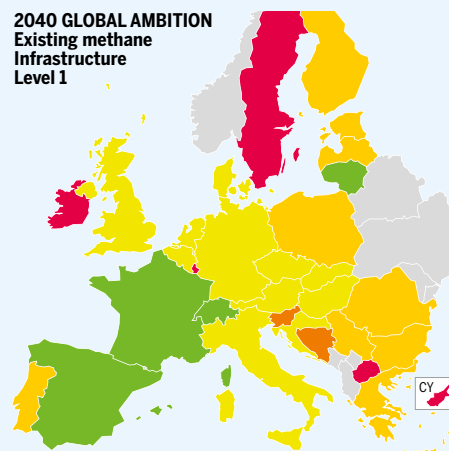 2040 GLOBAL AMBITION
Existing methane
Infrastructure
Level 1
CY